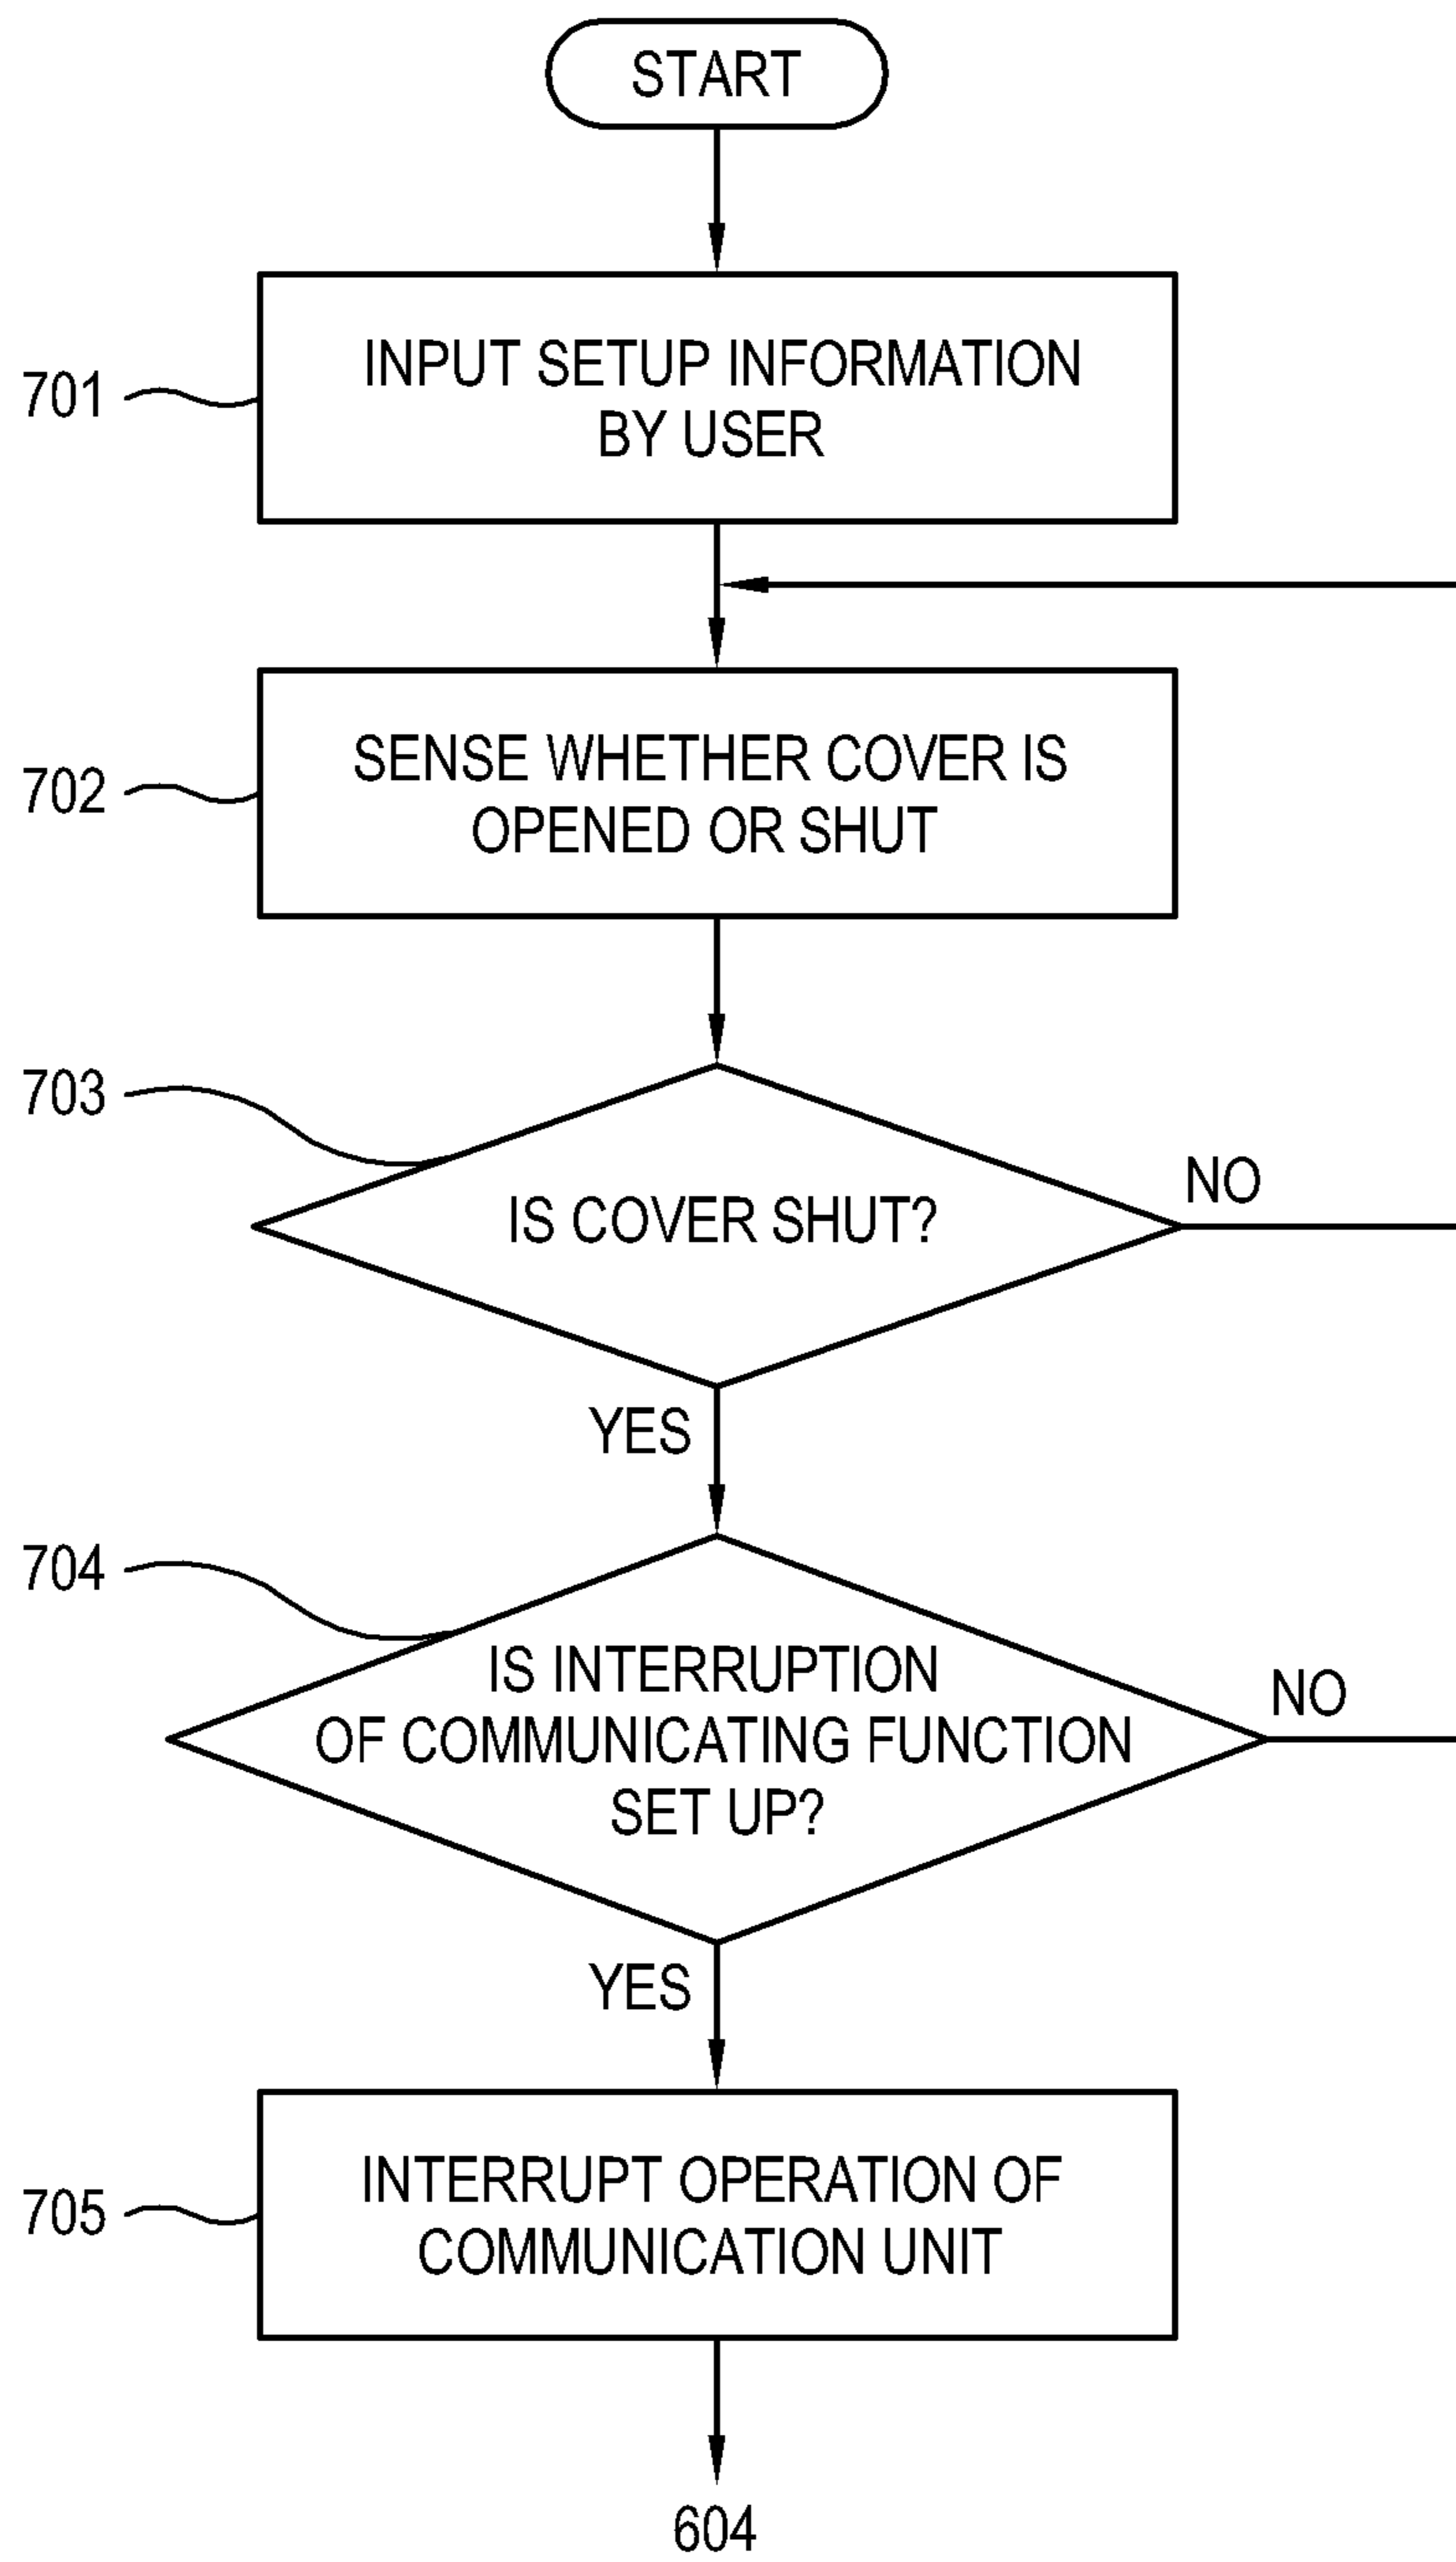 START
701
INPUT SETUP INFORMATION
BY USER
702
SENSE WHETHER COVER IS
OPENED OR SHUT
703
IS COVER SHUT?
NO
YES
704
IS INTERRUPTION
OF COMMUNICATING FUNCTION
SET UP?
NO
YES
705
INTERRUPT OPERATION OF
COMMUNICATION UNIT
604